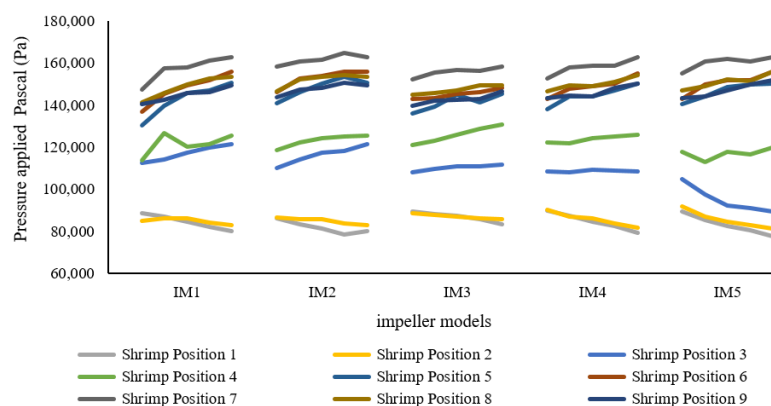 180,000
160,000
140,000
120,000
100,000
80,000
60,000
Pressure applied Pascal (Pa)
IM1 IM2 IM3 IM4 IM5
impeller models
Shrimp Position 1 Shrimp Position 2 Shrimp Position 3
Shrimp Position 4 Shrimp Position 5 Shrimp Position 6
Shrimp Position 7 Shrimp Position 8 Shrimp Position 9